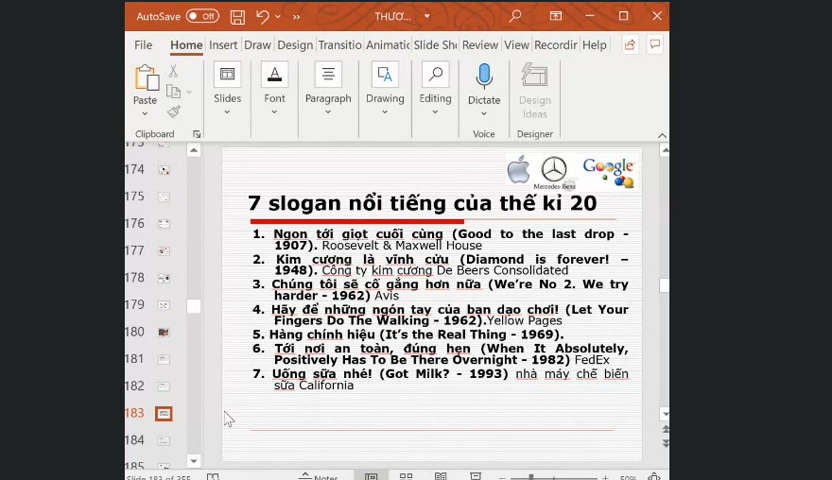 AutoSave Off THƯƠ...
File Home Insert Draw Design Transitio Animatic Slide Sh Review View Recordir Help
Paste Slides Font Paragraph Drawing Editing Dictate Design
Ideas
Clipboard Voice Designer
173
174
175
176
177
178
179
180
181
182
183
184
185
Mercedes-Benz Google
7 slogan nổi tiếng của thế kỉ 20
1. Ngon tới giọt cuối cùng (Good to the last drop -
1907). Roosevelt & Maxwell House
2. Kim cương là vĩnh cửu (Diamond is forever! –
1948). Công ty kim cương De Beers Consolidated
3. Chúng tôi sẽ cố gắng hơn nữa (We're No 2. We try
harder - 1962) Avis
4. Hãy để những ngón tay của bạn dạo chơi! (Let Your
Fingers Do The Walking - 1962).Yellow Pages
5. Hàng chính hiệu (It's the Real Thing - 1969).
6. Tới nơi an toàn, đúng hẹn (When It Absolutely,
Positively Has To Be There Overnight - 1982) FedEx
7. Uống sữa nhé! (Got Milk? - 1993) nhà máy chế biến
sữa California
Slide 183 of 355 Notes 50%